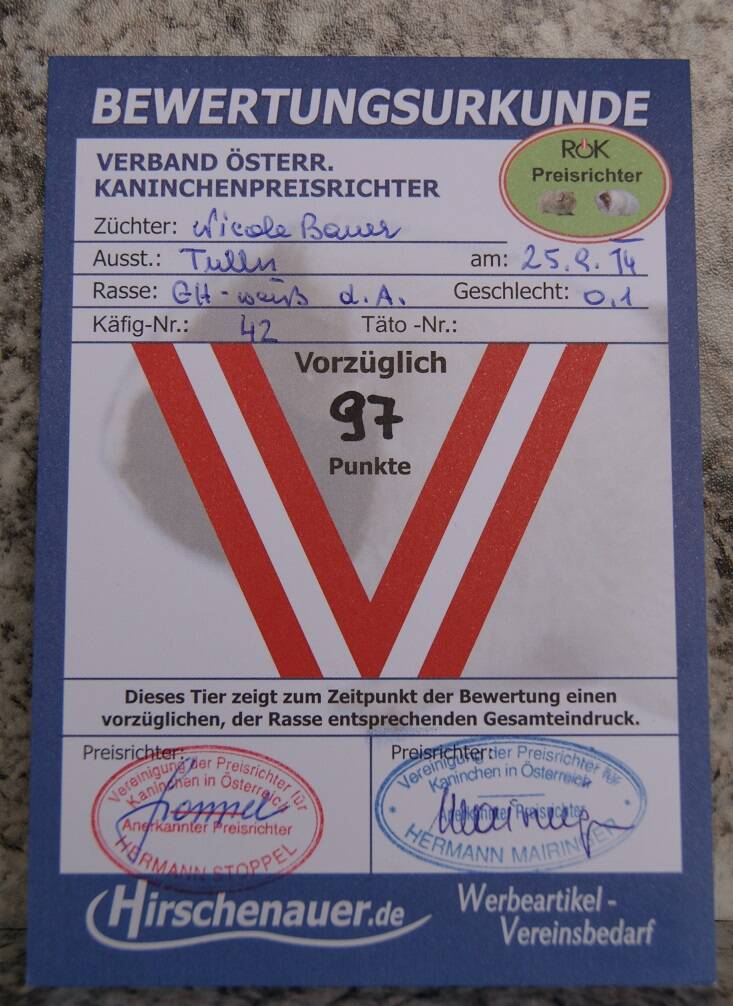 BEWERTUNGSURKUNDE
VERBAND ÖSTERR.
KANINCHENPREISRICHTER
RÖK
Preisrichter
Züchter: Nicole Bauer
Ausst.: Tulln am: 25.9.14
Rasse: GH-weiß d.A. Geschlecht: 0.1
Käfig-Nr.: 42 Täto -Nr.:
Vorzüglich
97
Punkte
Dieses Tier zeigt zum Zeitpunkt der Bewertung einen
vorzüglichen, der Rasse entsprechenden Gesamteindruck.
Preisrichter:
Vereinigung der Preisrichter für
Kaninchen in Österreich
Anerkannter Preisrichter
HERMANN STOPPEL
Preisrichter:
Vereinigung der Preisrichter für
Kaninchen in Österreich
Anerkannter Preisrichter
HERMANN MAIRINGER
Hirschenauer.de
Werbeartikel-
Vereinsbedarf